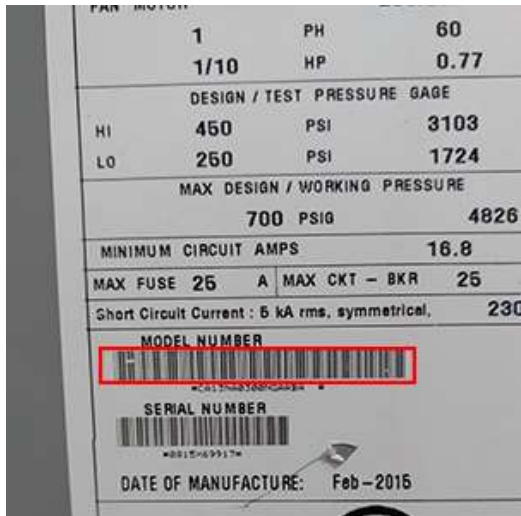 FAN MOTOR
1 PH 60
1/10 HP 0.77
DESIGN / TEST PRESSURE GAGE
HI 450 PSI 3103
LO 250 PSI 1724
MAX DESIGN / WORKING PRESSURE
700 PSIG 4826
MINIMUM CIRCUIT AMPS 16.8
MAX FUSE 25 A MAX CKT - BKR 25
Short Circuit Current : 5 kA rms, symmetrical, 230
MODEL NUMBER
SERIAL NUMBER
DATE OF MANUFACTURE: Feb-2015